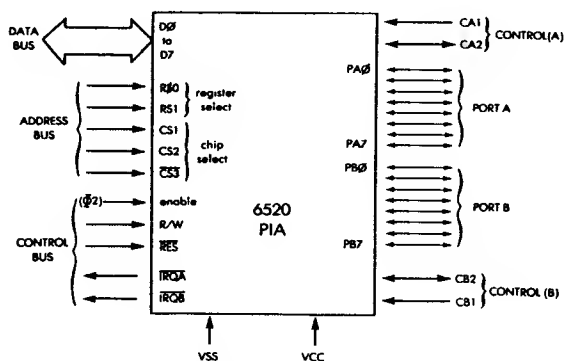 DATA
BUS
DØ
to
D7
ADDRESS
BUS
RS0
RS1
register
select
CS1
CS2
CS3
chip
select
CONTROL
BUS
(Φ2)
enable
R/W
RES
IRQA
IRQB
6520
PIA
CA1
CA2
CONTROL(A)
PAØ
PA7
PORT A
PBØ
PB7
PORT B
CB2
CB1
CONTROL (B)
VSS
VCC